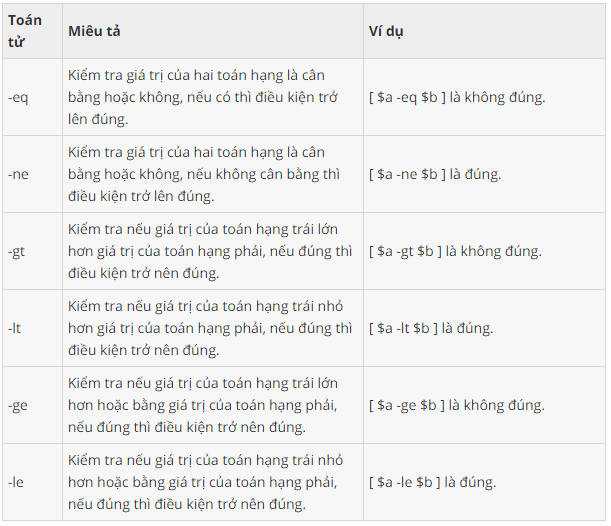 Toán
tử
Miêu tả
Ví dụ
-eq
Kiểm tra giá trị của hai toán hạng là cân
bằng hoặc không, nếu có thì điều kiện trở
lên đúng.
[ $a -eq $b ] là không đúng.
-ne
Kiểm tra giá trị của hai toán hạng là cân
bằng hoặc không, nếu không cân bằng thì
điều kiện trở lên đúng.
[ $a -ne $b ] là đúng.
-gt
Kiểm tra nếu giá trị của toán hạng trái lớn
hơn giá trị của toán hạng phải, nếu đúng thì
điều kiện trở nên đúng.
[ $a -gt $b ] là không đúng.
-lt
Kiểm tra nếu giá trị của toán hạng trái nhỏ
hơn giá trị của toán hạng phải, nếu đúng thì
điều kiện trở nên đúng.
[ $a -lt $b ] là đúng.
-ge
Kiểm tra nếu giá trị của toán hạng trái lớn
hơn hoặc bằng giá trị của toán hạng phải,
nếu đúng thì điều kiện trở nên đúng.
[ $a -ge $b ] là không đúng.
-le
Kiểm tra nếu giá trị của toán hạng trái nhỏ
hơn hoặc bằng giá trị của toán hạng phải,
nếu đúng thì điều kiện trở nên đúng.
[ $a -le $b ] là đúng.